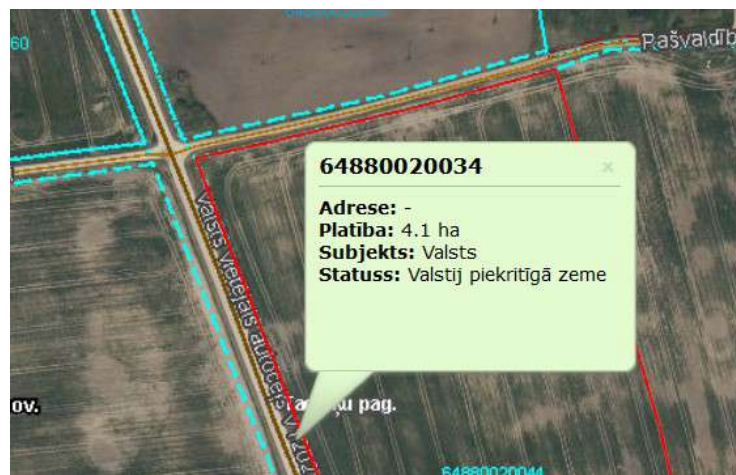 60
Pašvaldīb
64880020034
×
Adrese: -
Platība: 4.1 ha
Subjekts: Valsts
Statuss: Valstij piekritīgā zeme
Valsts vietējais autoceļš
ov.
pag.
64880020044